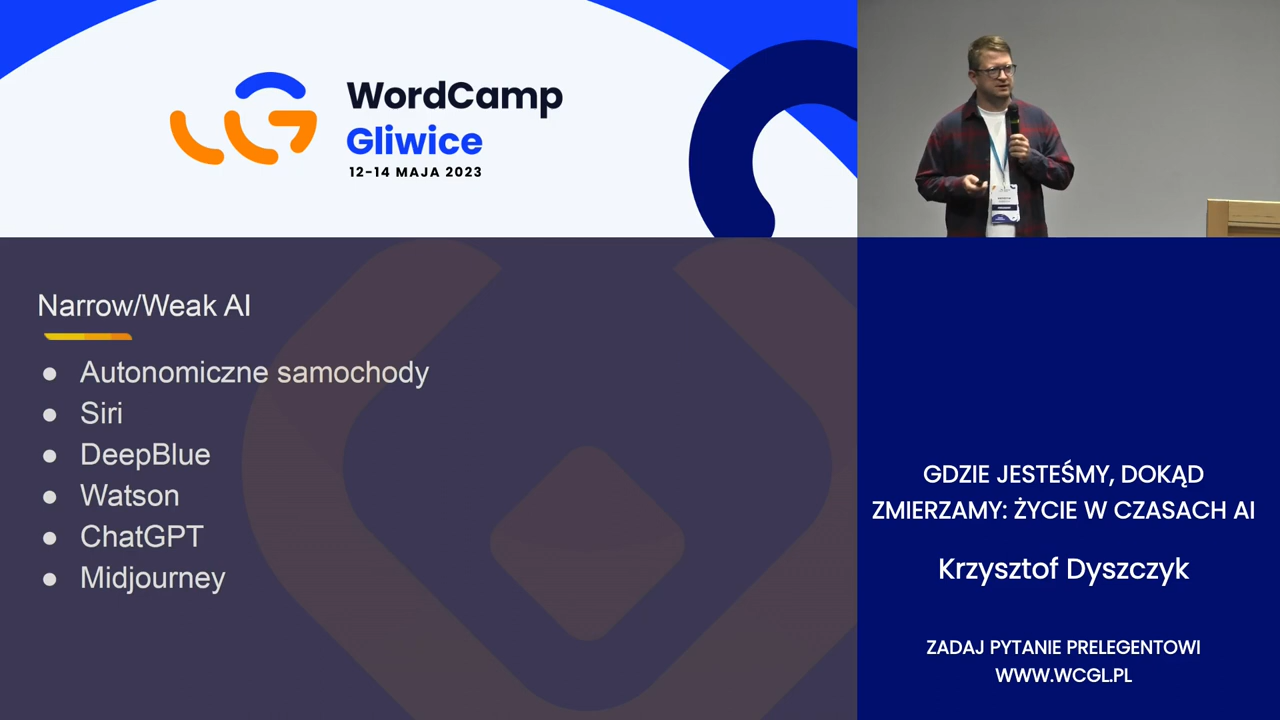 WordCamp
Gliwice
12-14 MAJA 2023
Narrow/Weak AI
● Autonomiczne samochody
● Siri
● DeepBlue
● Watson
● ChatGPT
● Midjourney
GDZIE JESTEŚMY, DOKĄD
ZMIERZAMY: ŻYCIE W CZASACH AI
Krzysztof Dyszczyk
ZADAJ PYTANIE PRELEGENTOWI
WWW.WCGL.PL